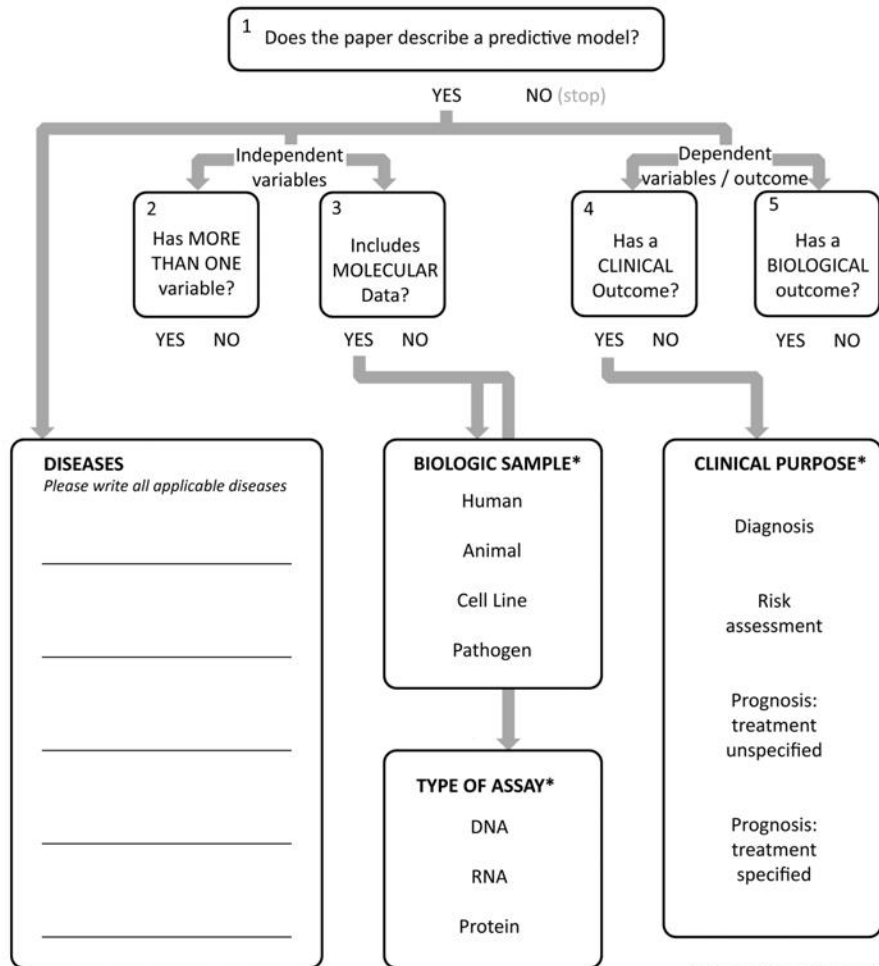 1 Does the paper describe a predictive model?
YES NO (stop)
Independent
variables
Dependent
variables / outcome
2
Has MORE
THAN ONE
variable?
YES NO
3
Includes
MOLECULAR
Data?
YES NO
4
Has a
CLINICAL
Outcome?
YES NO
5
Has a
BIOLOGICAL
outcome?
YES NO
DISEASES
Please write all applicable diseases
BIOLOGIC SAMPLE*
Human
Animal
Cell Line
Pathogen
TYPE OF ASSAY*
DNA
RNA
Protein
CLINICAL PURPOSE*
Diagnosis
Risk
assessment
Prognosis:
treatment
unspecified
Prognosis:
treatment
specified